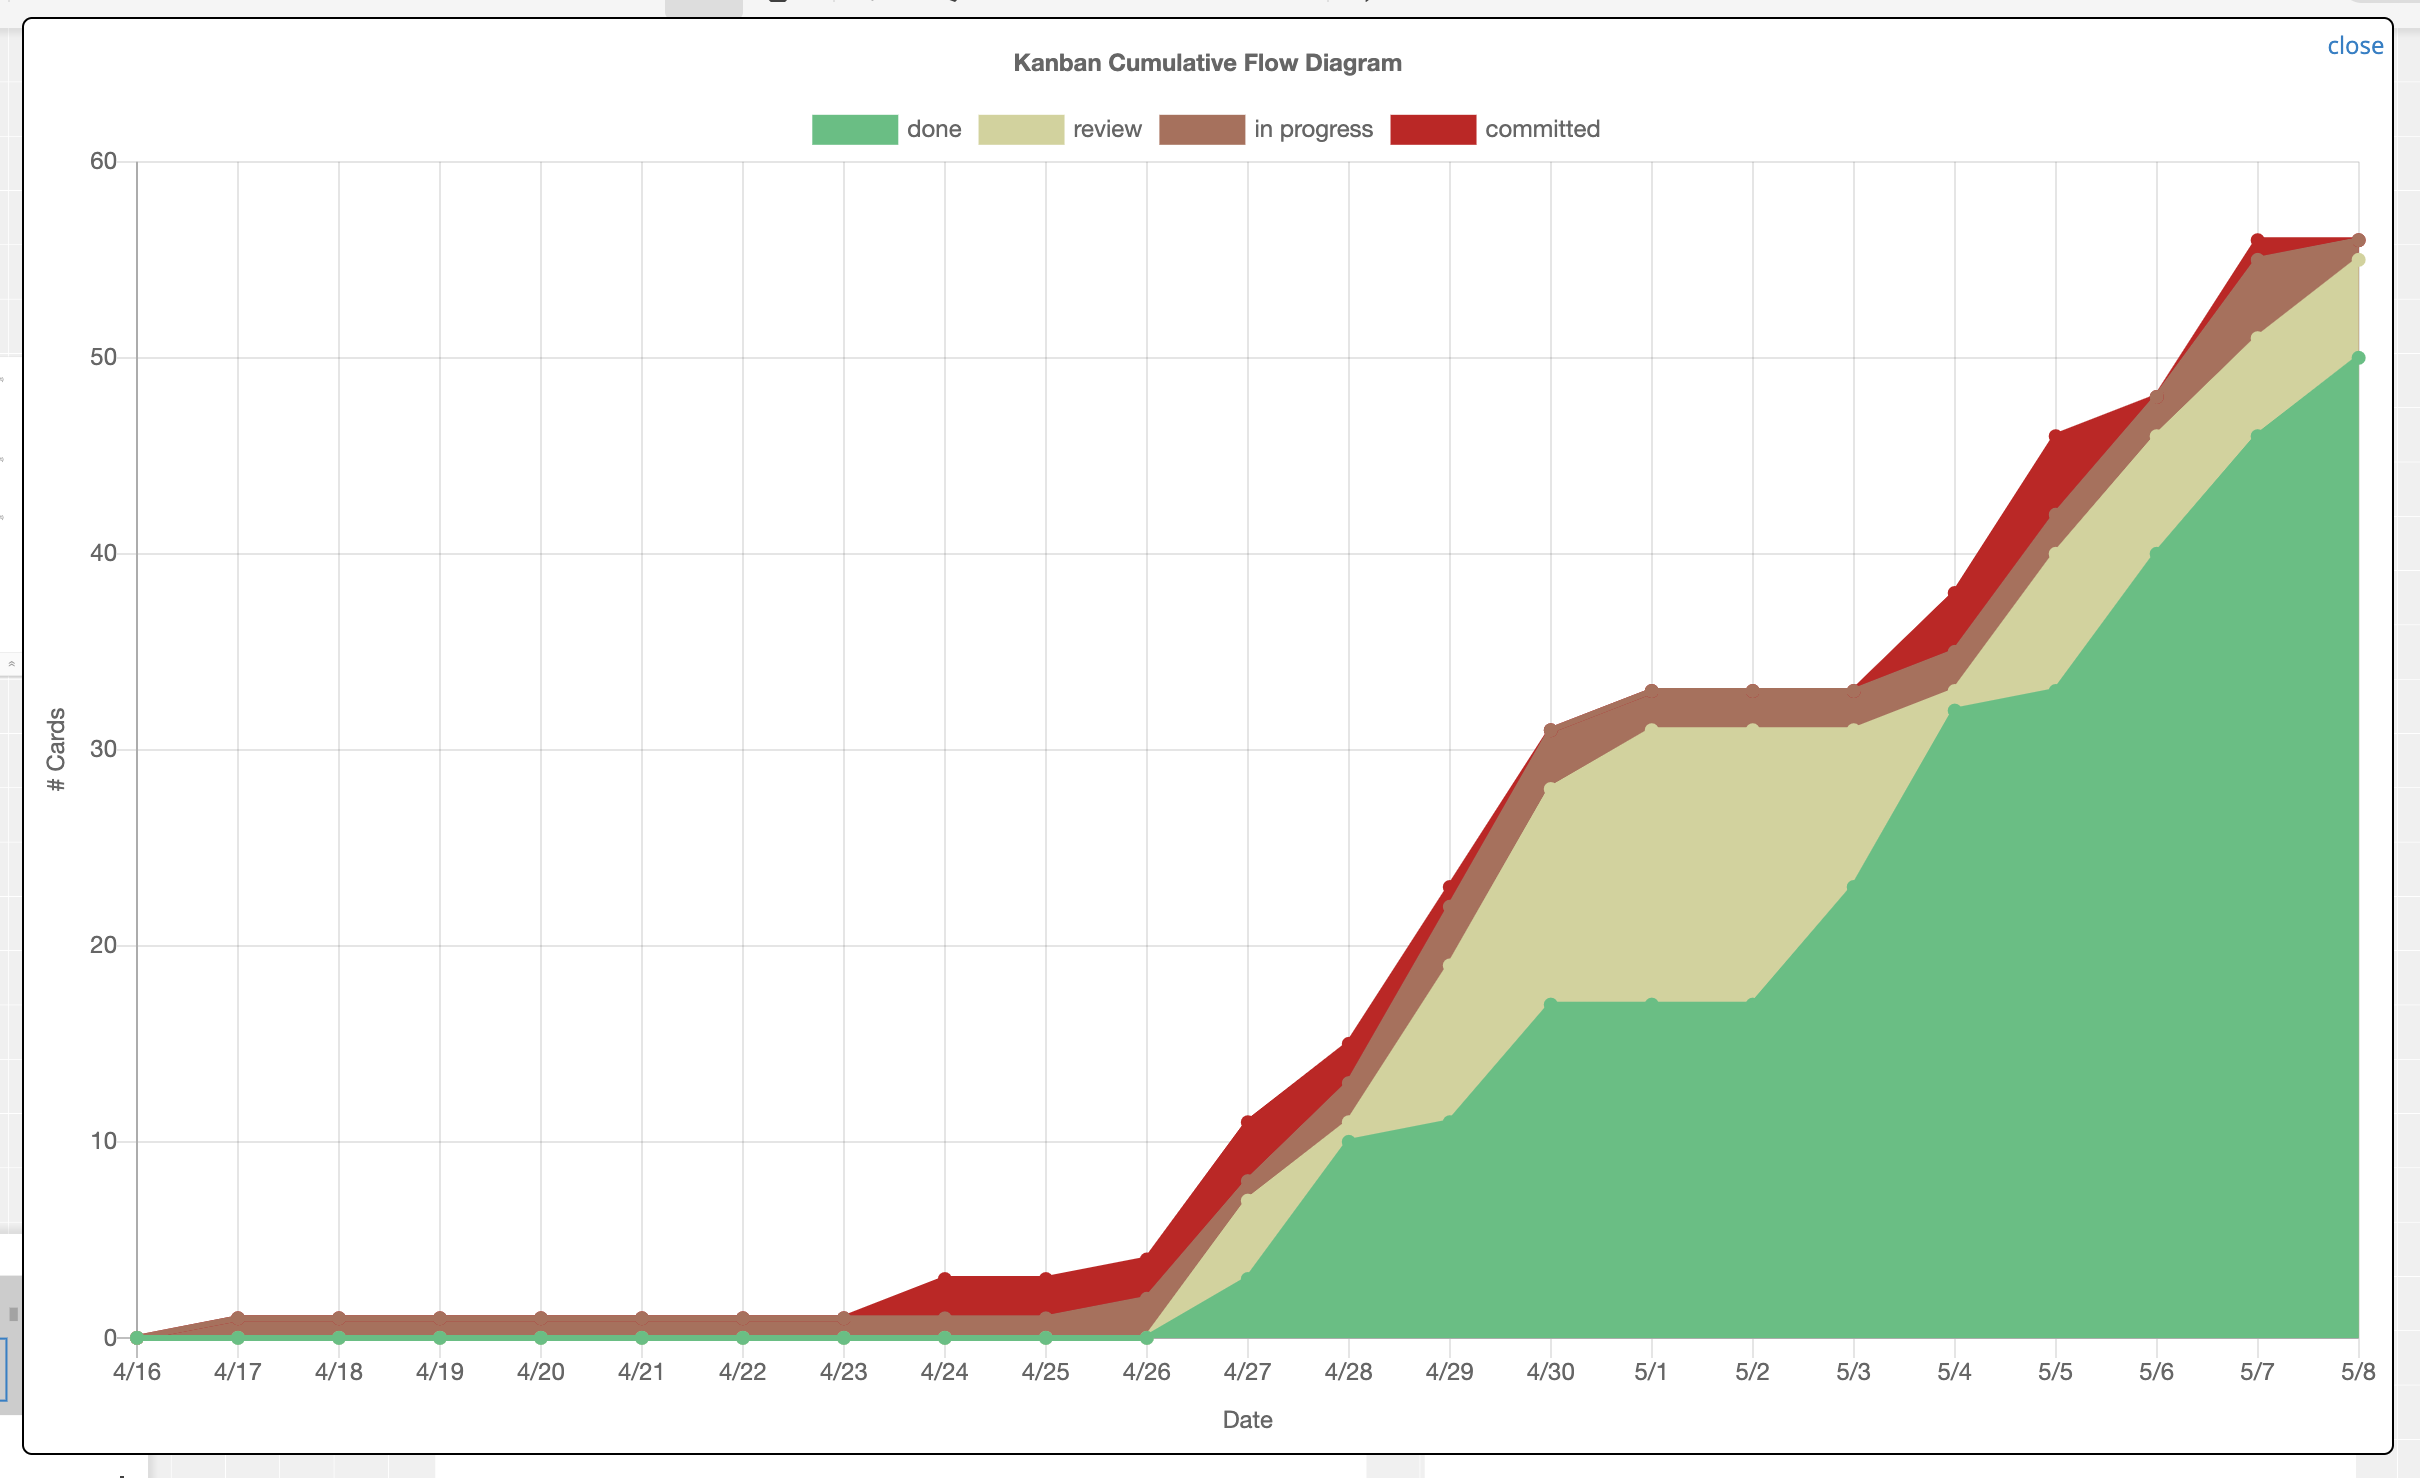 close
Kanban Cumulative Flow Diagram
done review in progress committed
60
50
40
30
20
10
0
# Cards
4/16 4/17 4/18 4/19 4/20 4/21 4/22 4/23 4/24 4/25 4/26 4/27 4/28 4/29 4/30 5/1 5/2 5/3 5/4 5/5 5/6 5/7 5/8
Date